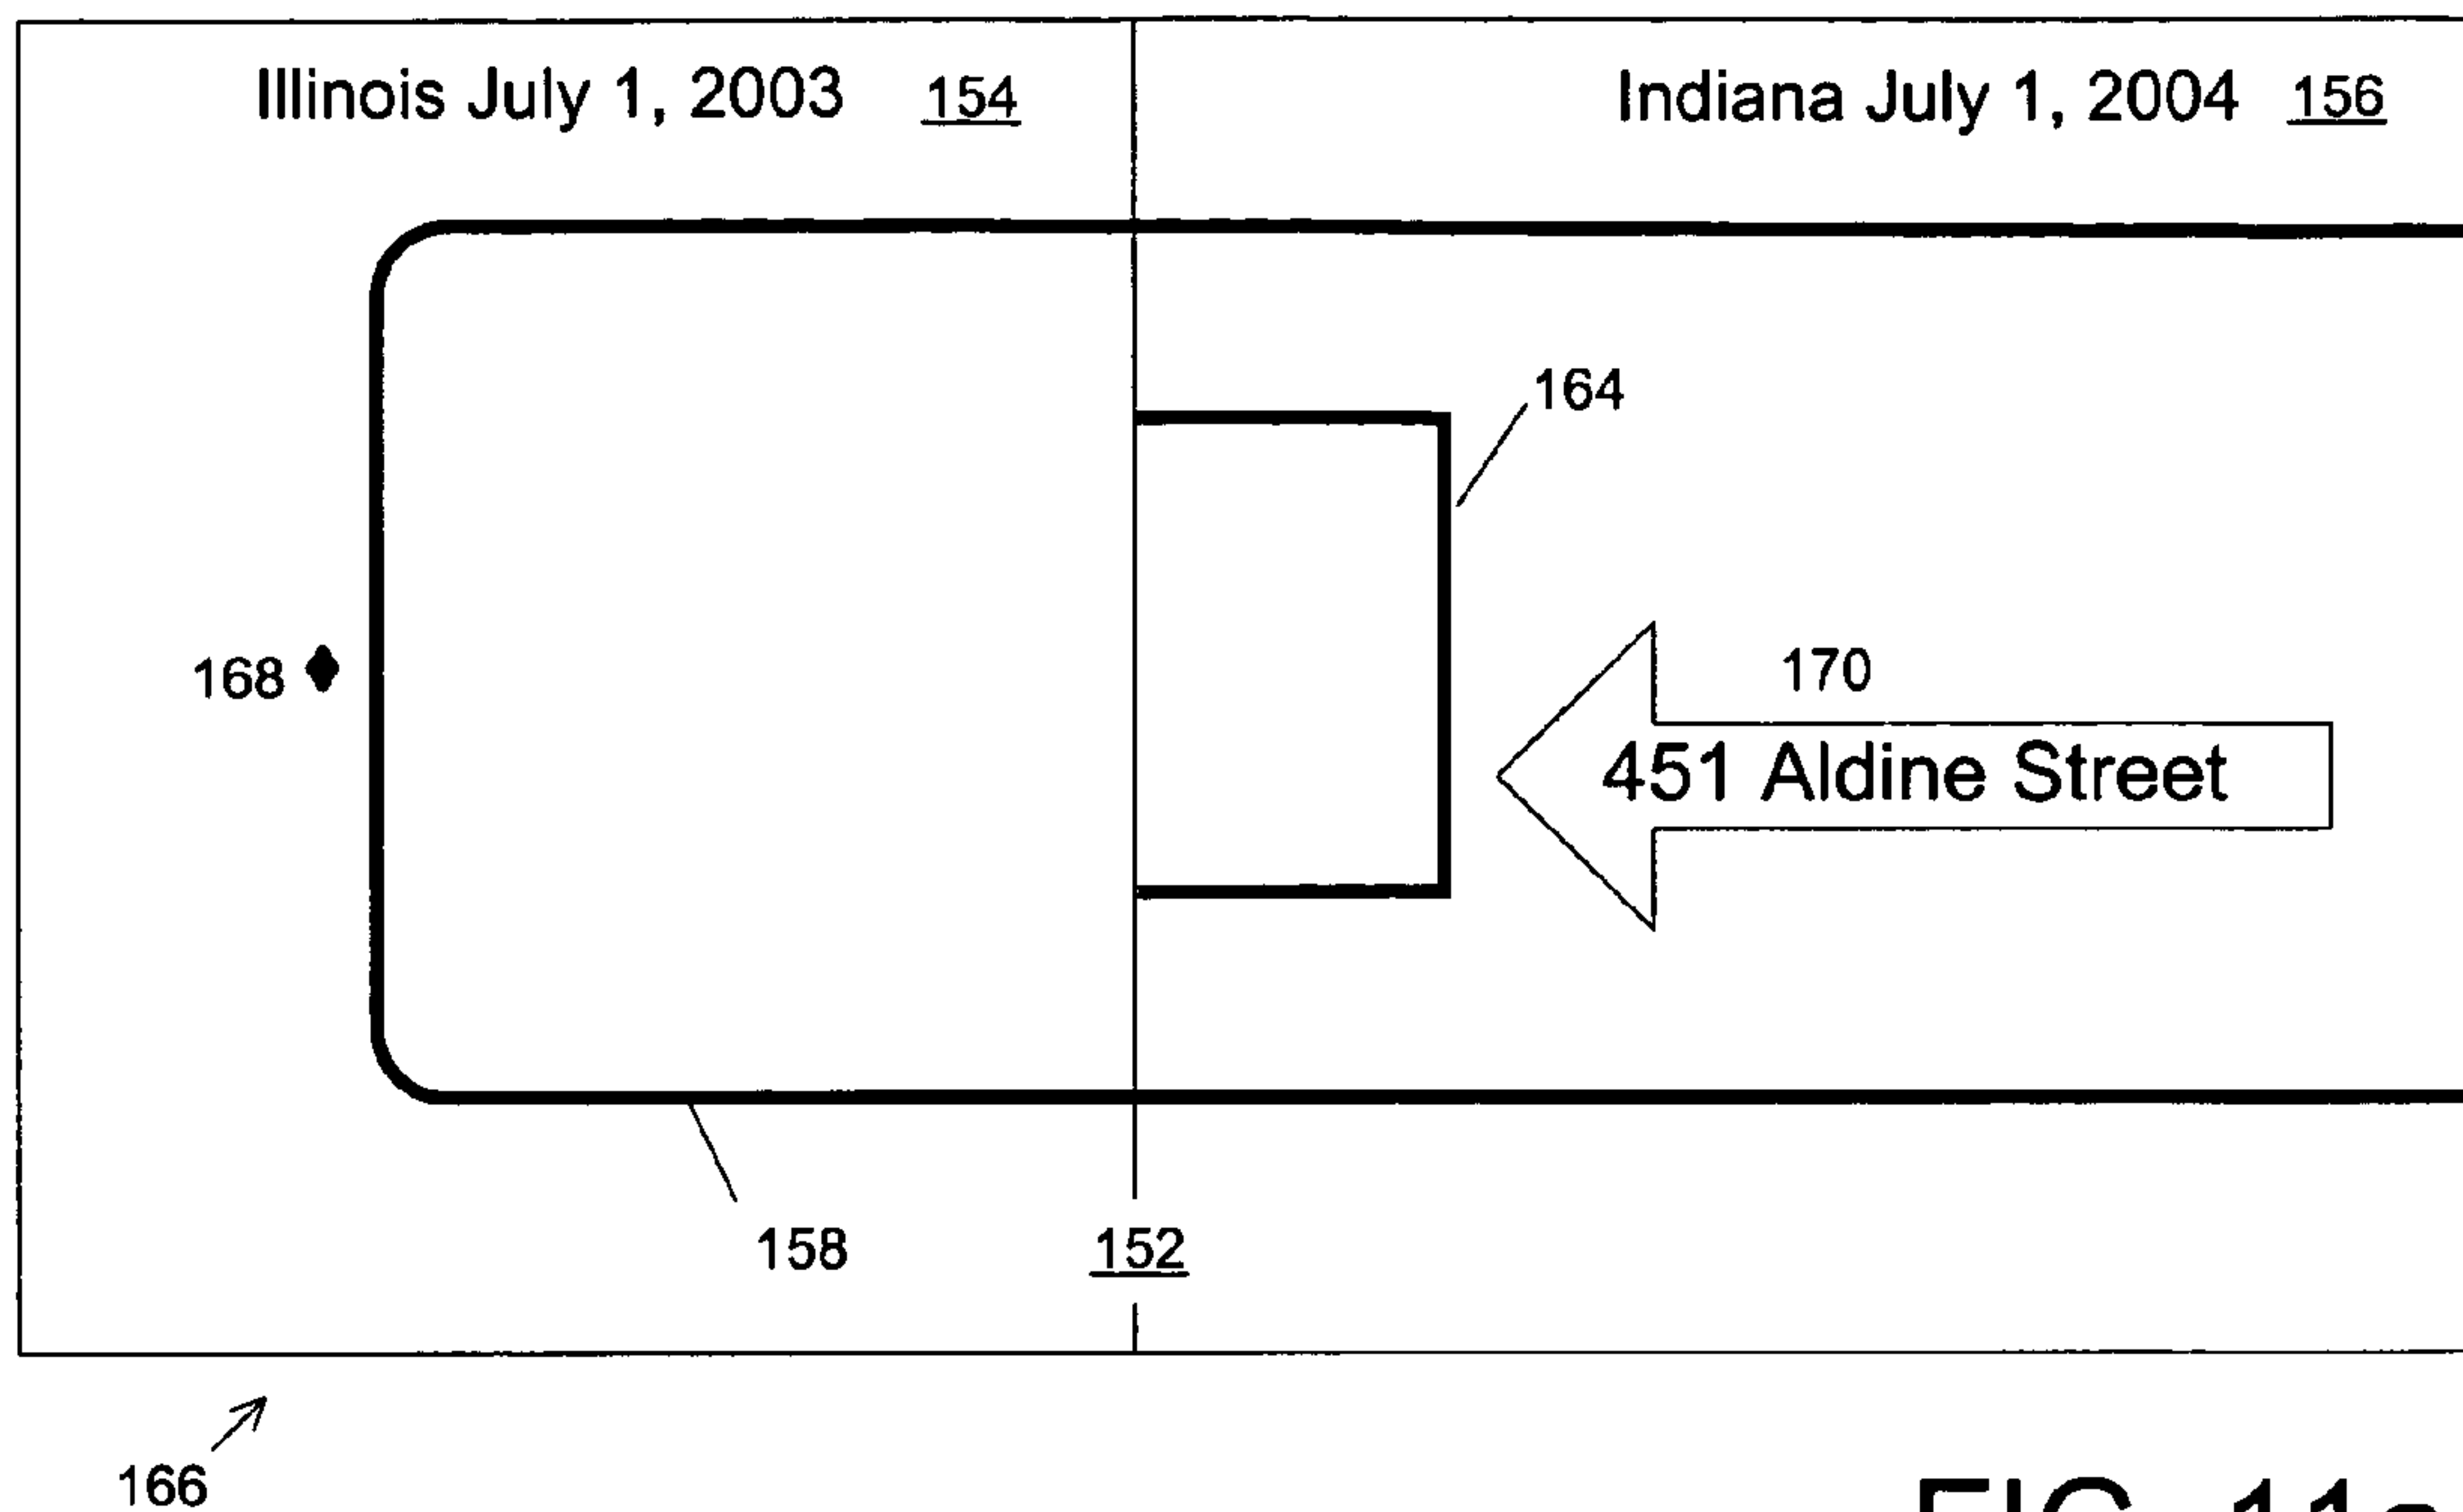 Illinois July 1, 2003 154
Indiana July 1, 2004 156
164
168
170
451 Aldine Street
158
152
166